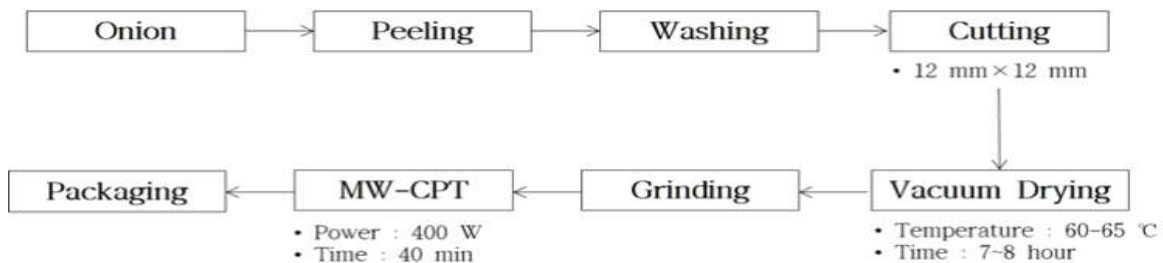 Onion
Peeling
Washing
Cutting
• 12 mm×12 mm
Vacuum Drying
• Temperature : 60-65 ℃
• Time : 7~8 hour
Grinding
MW-CPT
• Power : 400 W
• Time : 40 min
Packaging